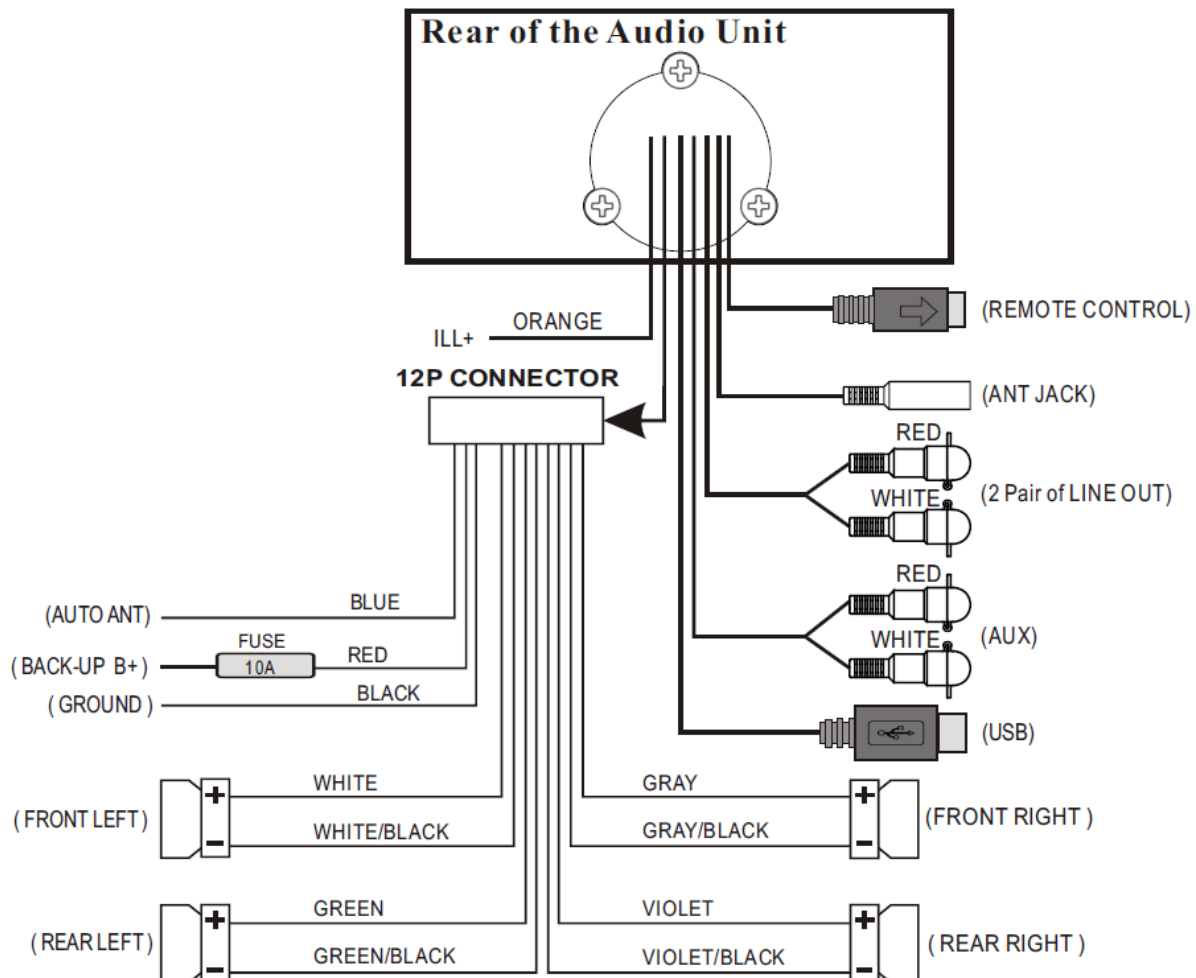 Rear of the Audio Unit
ORANGE
ILL+
(REMOTE CONTROL)
12P CONNECTOR
(ANT JACK)
RED
WHITE
(2 Pair of LINE OUT)
RED
WHITE
(AUX)
(USB)
BLUE
(AUTO ANT)
FUSE
10A
RED
( BACK-UP B+)
BLACK
( GROUND )
WHITE
+
( FRONT LEFT )
WHITE/BLACK
−
GRAY
+
(FRONT RIGHT )
GRAY/BLACK
−
GREEN
+
( REAR LEFT )
GREEN/BLACK
−
VIOLET
+
( REAR RIGHT )
VIOLET/BLACK
−